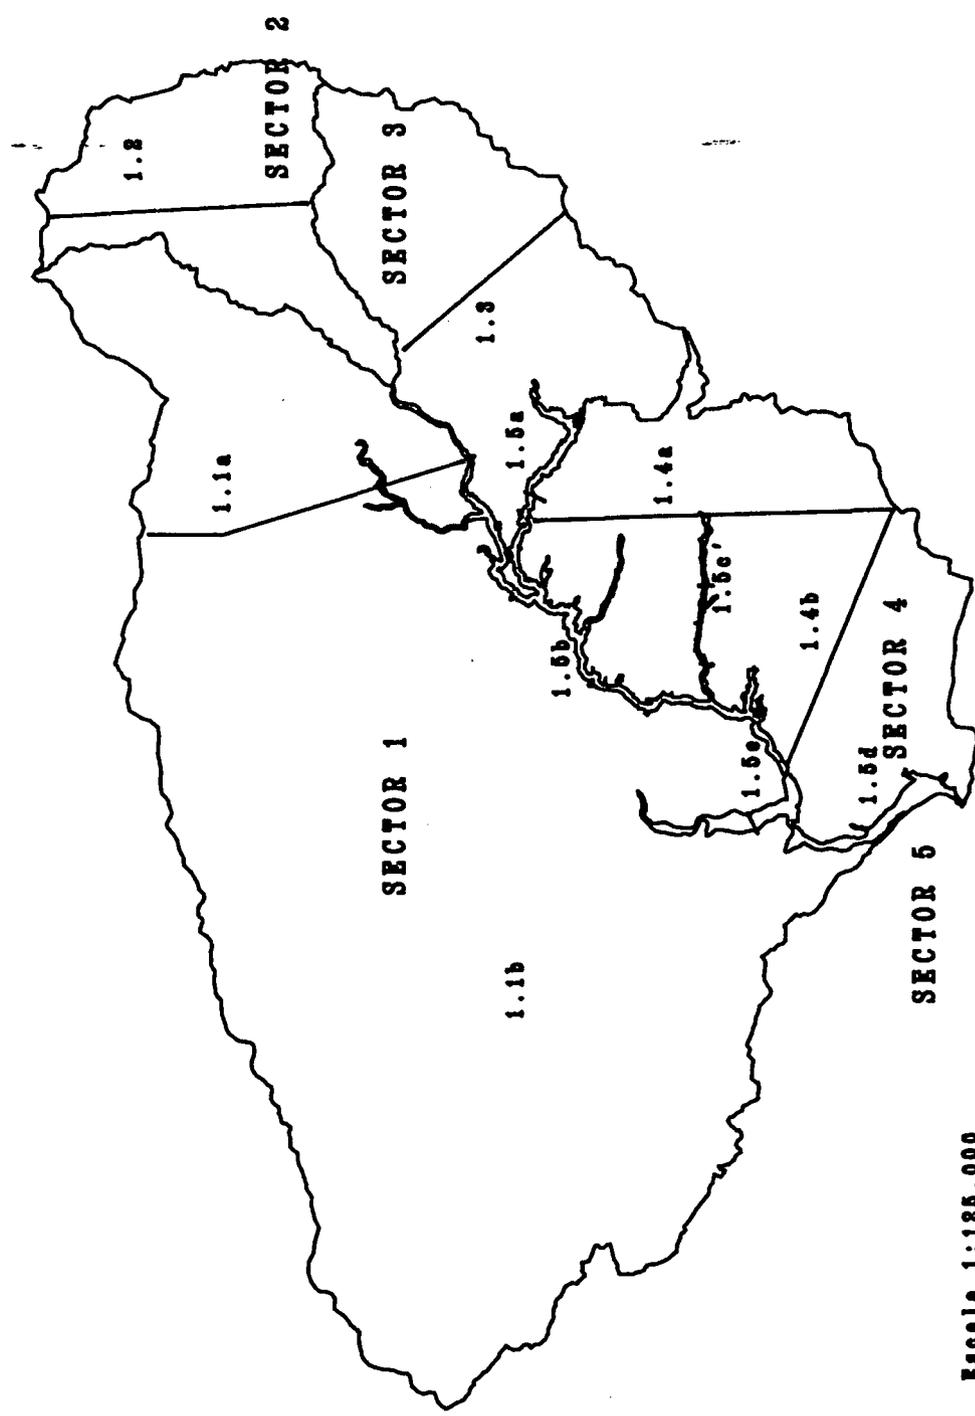 1.2
1.1a
SECTOR 2
SECTOR 1
SECTOR 3
1.3
1.1b
1.5a
1.5b
1.4a
1.5c'
1.5c
1.4b
1.5d
SECTOR 4
SECTOR 5
Escala 1:125.000